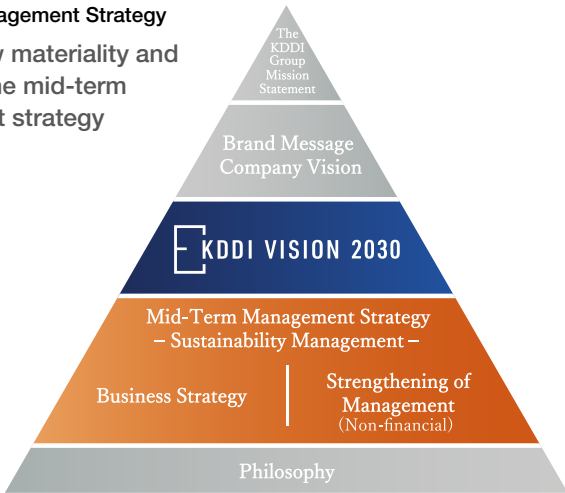 agement Strategy
materiality and
he mid-term
t strategy
The
KDDI
Group
Mission
Statement
Brand Message
Company Vision
KDDI VISION 2030
Mid-Term Management Strategy
– Sustainability Management –
Business Strategy
Strengthening of
Management
(Non-financial)
Philosophy